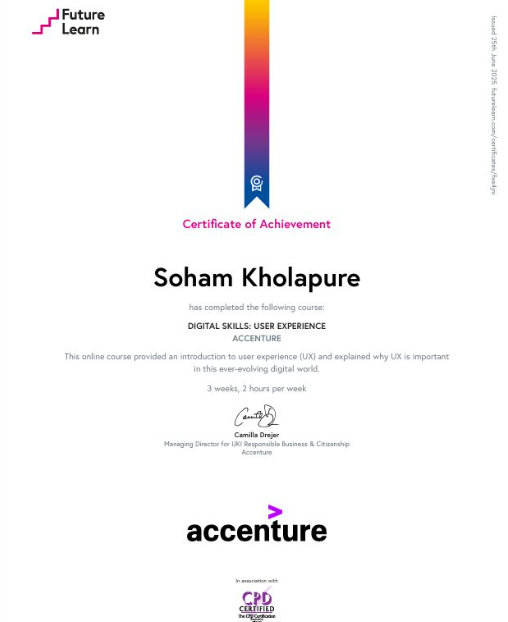 Future
Learn
Issued 25th June 2025. futurelearn.com/certificates/
Certificate of Achievement
Soham Kholapure
has completed the following course:
DIGITAL SKILLS: USER EXPERIENCE
ACCENTURE
This online course provided an introduction to user experience (UX) and explained why UX is important
in this ever-evolving digital world.
3 weeks, 2 hours per week
Camilla Drejer
Managing Director for UKI Responsible Business & Citizenship
Accenture
accenture
In association with
CPD
CERTIFIED
The CPD Certification